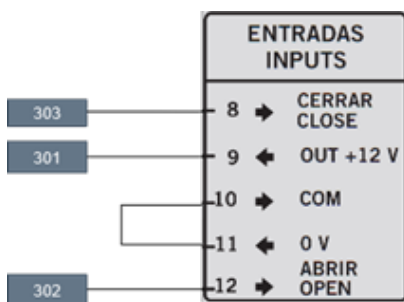 ENTRADAS
INPUTS
303 8 CERRAR
CLOSE
301 9 OUT +12 V
10 COM
11 0 V
302 12 ABRIR
OPEN